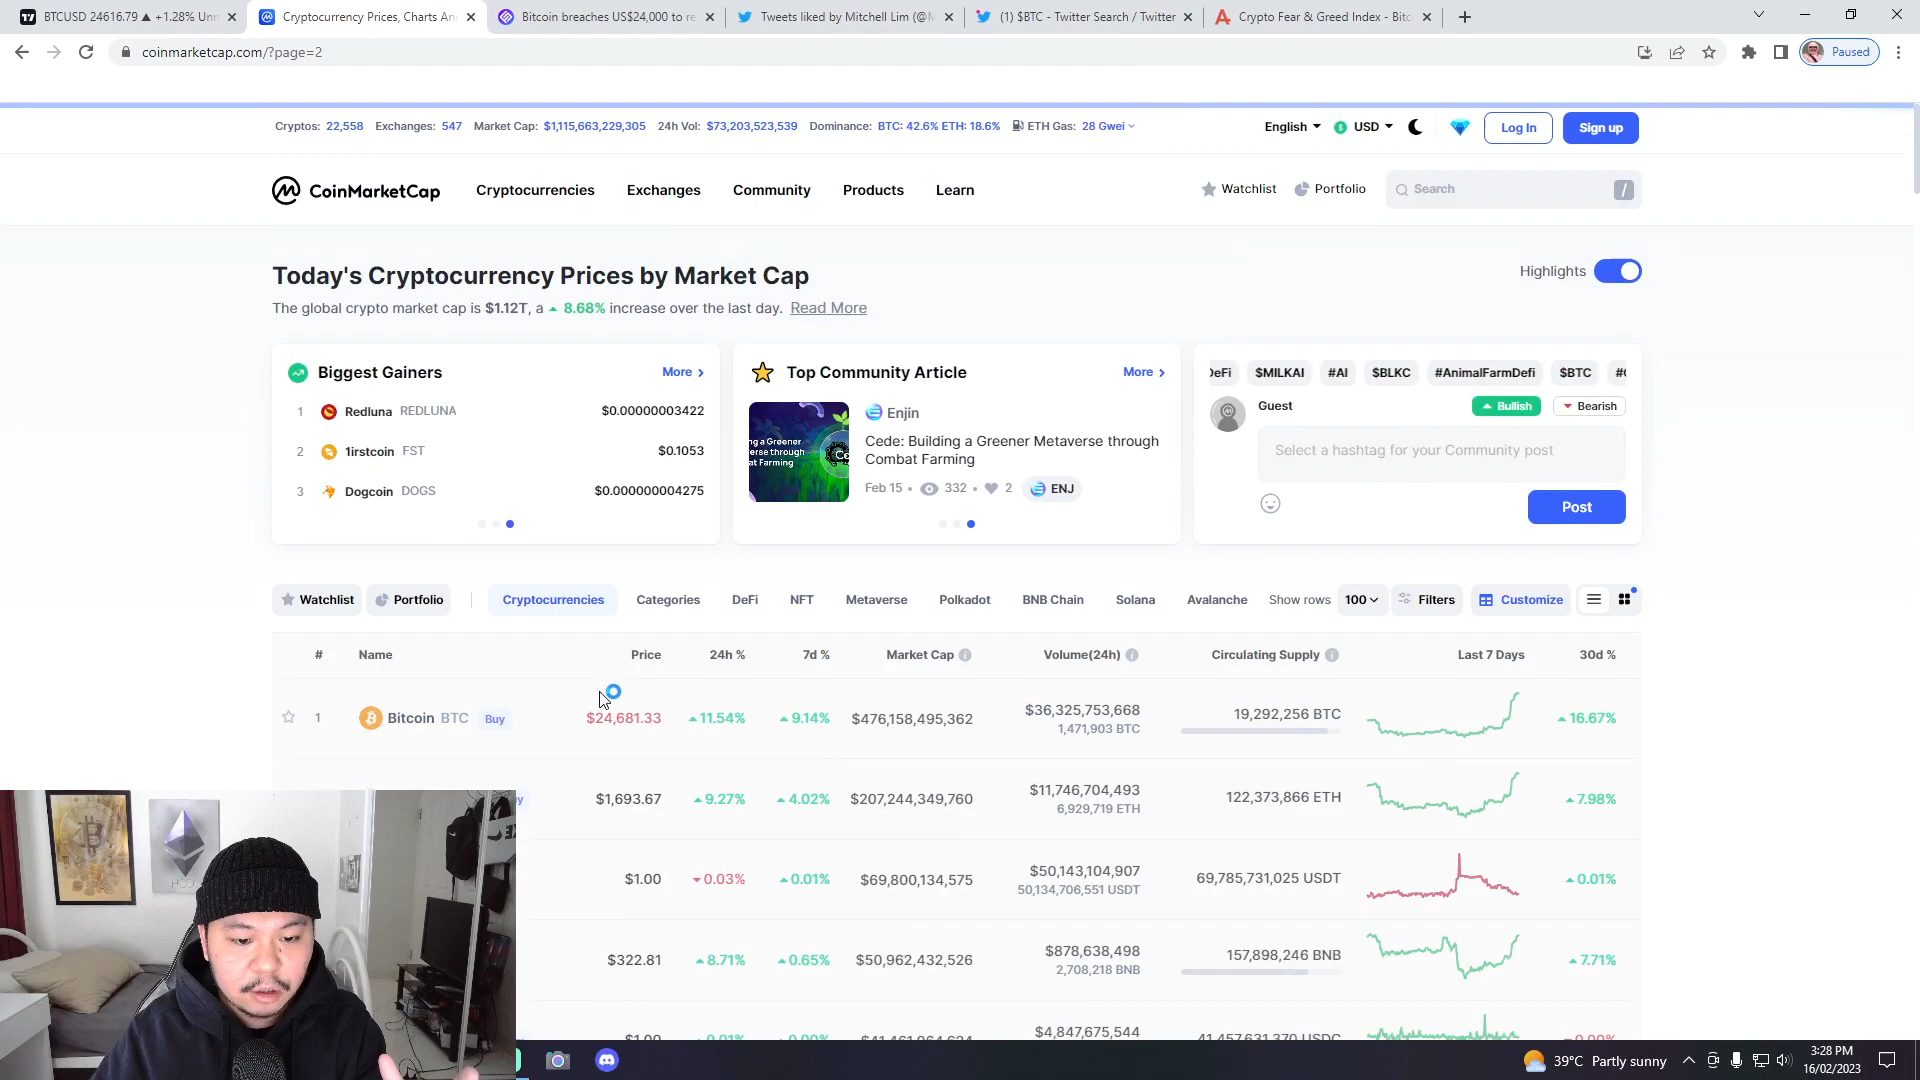 BTCUSD 24616.79 ▲ +1.28% Unn
Cryptocurrency Prices, Charts An
Bitcoin breaches US$24,000 to re
Tweets liked by Mitchell Lim (@M
(1) $BTC - Twitter Search / Twitter
Crypto Fear & Greed Index - Bitc
coinmarketcap.com/?page=2
Paused
Cryptos: 22,558 Exchanges: 547 Market Cap: $1,115,663,229,305 24h Vol: $73,203,523,539 Dominance: BTC: 42.6% ETH: 18.6% ETH Gas: 28 Gwei
English USD Log In Sign up
CoinMarketCap Cryptocurrencies Exchanges Community Products Learn
Watchlist Portfolio Search /
Today's Cryptocurrency Prices by Market Cap
Highlights
The global crypto market cap is $1.12T, a 8.68% increase over the last day. Read More
Biggest Gainers More
1 Redluna REDLUNA $0.00000003422
2 1irstcoin FST $0.1053
3 Dogcoin DOGS $0.000000004275
Top Community Article More
ng a Greener
erse through
at Farming
Enjin
Cede: Building a Greener Metaverse through
Combat Farming
Feb 15 • 332 • 2 ENJ
DeFi $MILKAI #AI $BLKC #AnimalFarmDefi $BTC
Guest Bullish Bearish
Select a hashtag for your Community post
Post
Watchlist Portfolio Cryptocurrencies Categories DeFi NFT Metaverse Polkadot BNB Chain Solana Avalanche Show rows 100 Filters Customize
# Name Price 24h % 7d % Market Cap Volume(24h) Circulating Supply Last 7 Days 30d %
1 Bitcoin BTC Buy $24,681.33 11.54% 9.14% $476,158,495,362 $36,325,753,668 19,292,256 BTC 16.67%
1,471,903 BTC
$1,693.67 9.27% 4.02% $207,244,349,760 $11,746,704,493 122,373,866 ETH 7.98%
6,929,719 ETH
$1.00 0.03% 0.01% $69,800,134,575 $50,143,104,907 69,785,731,025 USDT 0.01%
50,134,706,551 USDT
$322.81 8.71% 0.65% $50,962,432,526 $878,638,498 157,898,246 BNB 7.71%
2,708,218 BNB
$4,847,675,544
39°C Partly sunny
3:28 PM
16/02/2023